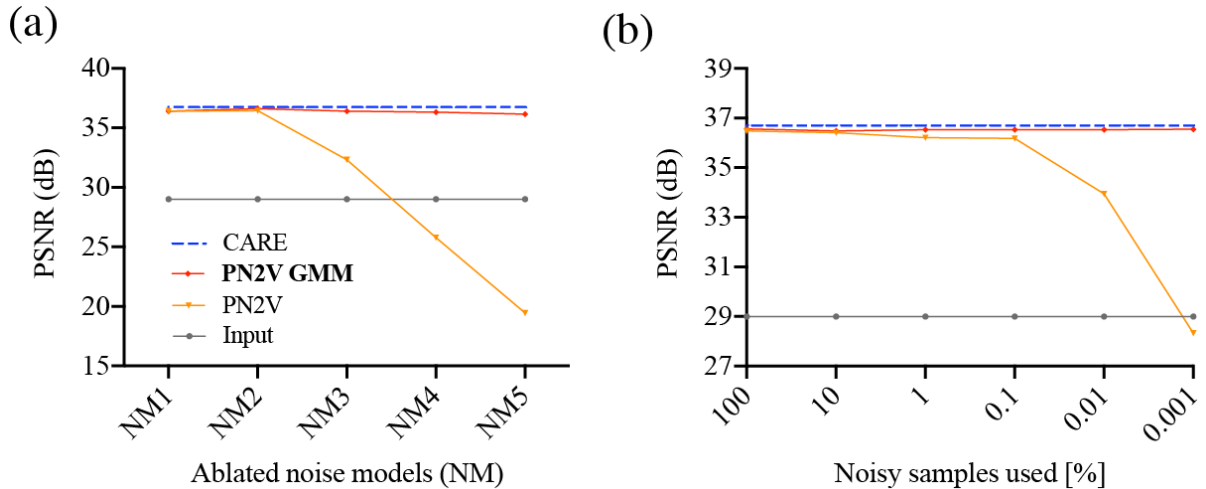 (a)
PSNR (dB)
40
35
30
25
20
15
CARE
PN2V GMM
PN2V
Input
NM1
NM2
NM3
NM4
NM5
Ablated noise models (NM)
(b)
PSNR (dB)
39
37
35
33
31
29
27
100
10
1
0.1
0.01
0.001
Noisy samples used [%]